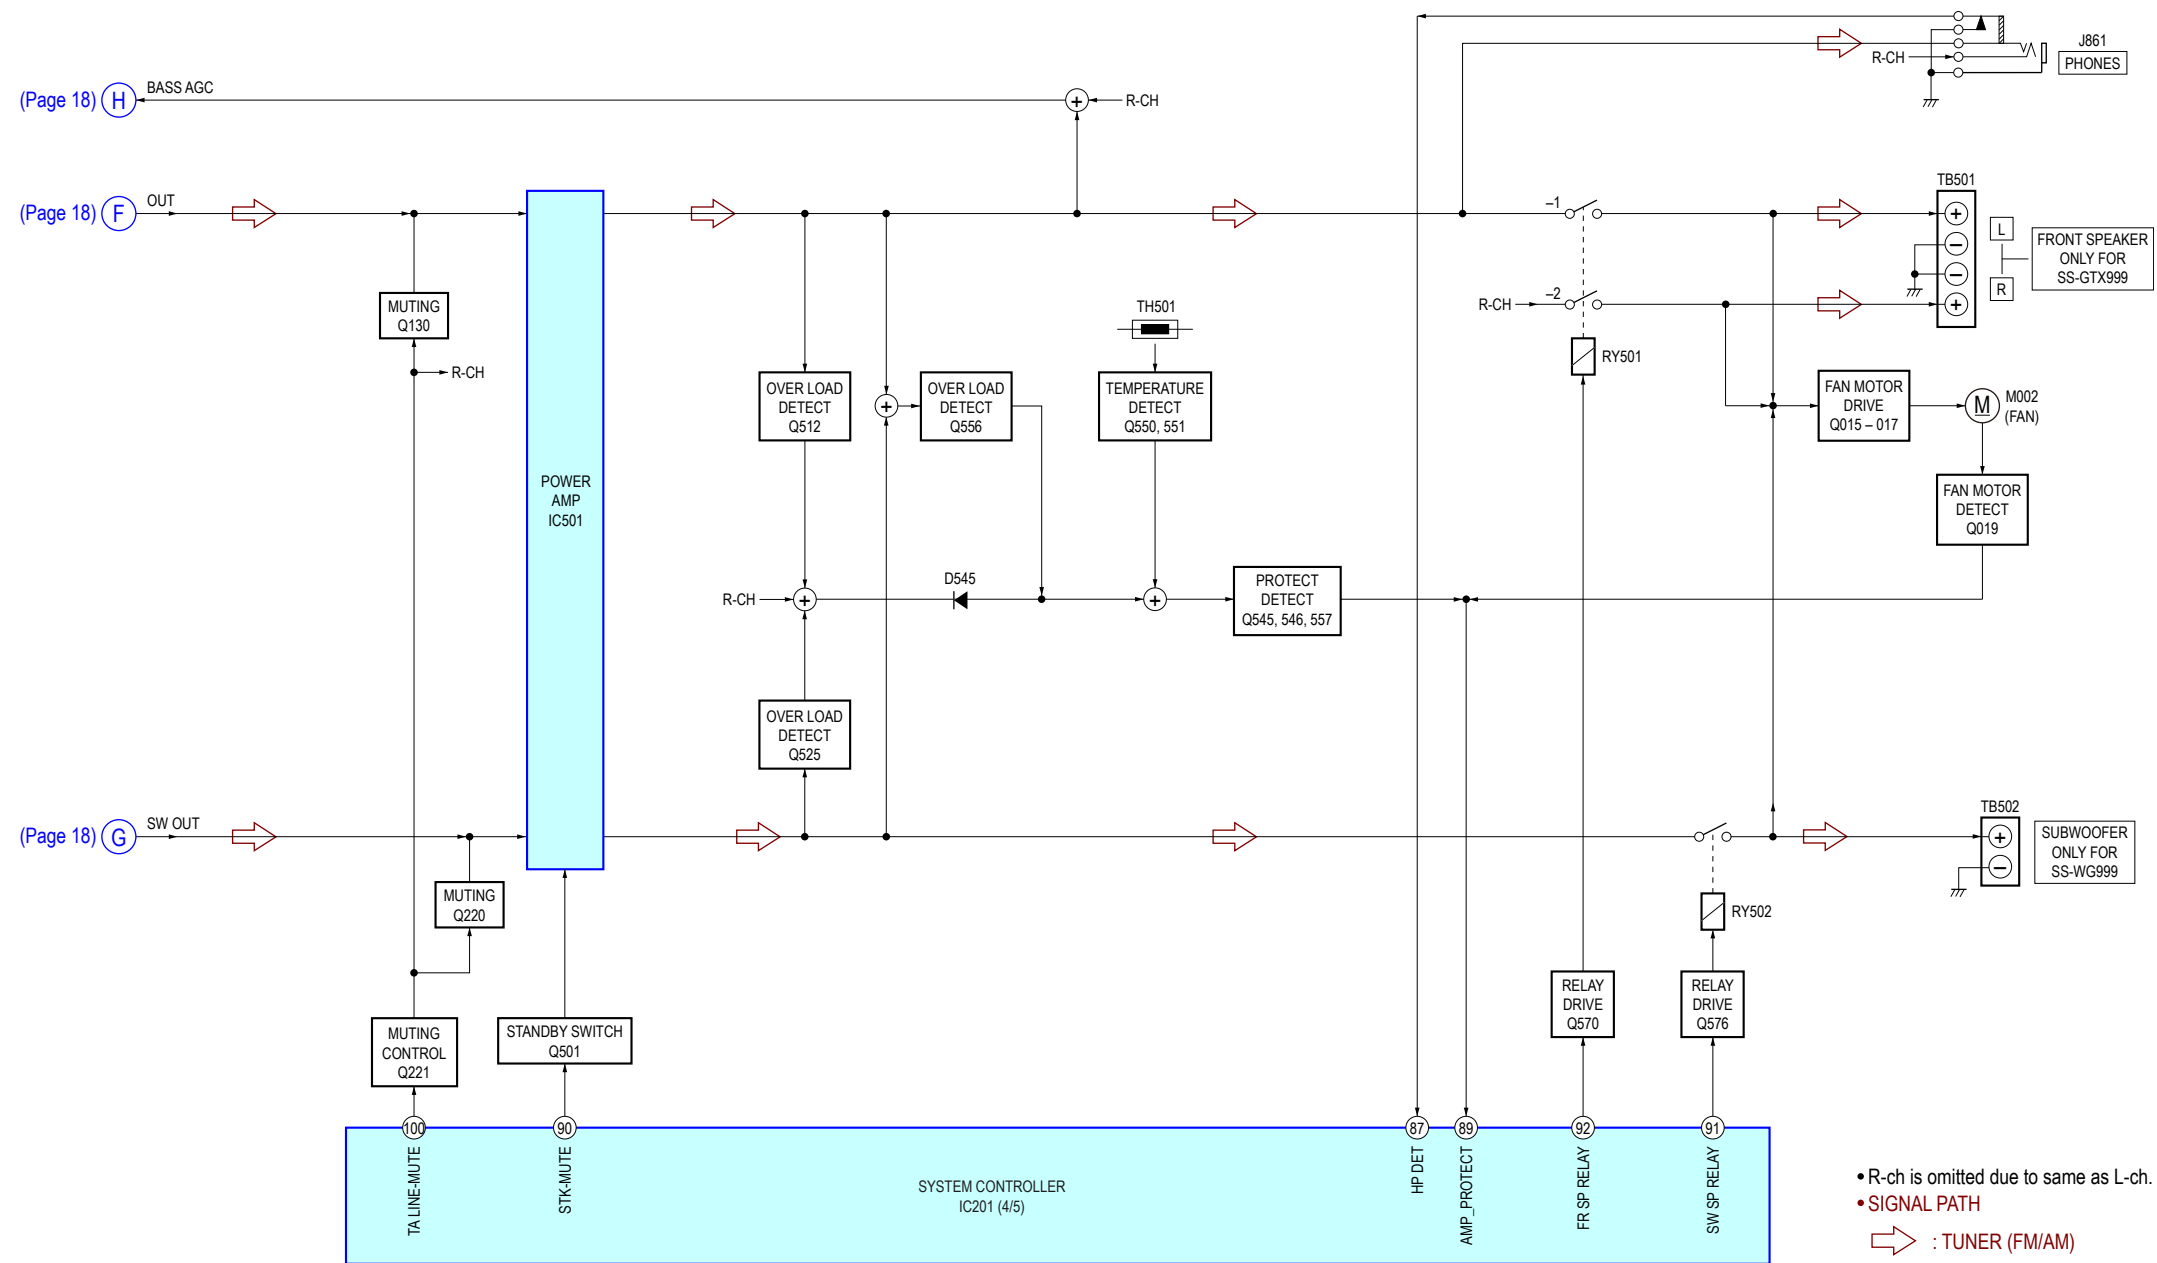 J861
PHONES
R-CH
(Page 18) H BASS AGC
+ R-CH
(Page 18) F OUT
–1
TB501
+
−
−
+
L
R
FRONT SPEAKER
ONLY FOR
SS-GTX999
R-CH –2
RY501
MUTING
Q130
R-CH
TH501
OVER LOAD
DETECT
Q512
+
OVER LOAD
DETECT
Q556
TEMPERATURE
DETECT
Q550, 551
FAN MOTOR
DRIVE
Q015 – 017
M
M002
(FAN)
POWER
AMP
IC501
FAN MOTOR
DETECT
Q019
R-CH +
D545
+
PROTECT
DETECT
Q545, 546, 557
OVER LOAD
DETECT
Q525
(Page 18) G SW OUT
TB502
+
−
SUBWOOFER
ONLY FOR
SS-WG999
MUTING
Q220
RY502
MUTING
CONTROL
Q221
STANDBY SWITCH
Q501
RELAY
DRIVE
Q570
RELAY
DRIVE
Q576
100
90
87
89
92
91
TA LINE-MUTE
STK-MUTE
HP DET
AMP_PROTECT
FR SP RELAY
SW SP RELAY
SYSTEM CONTROLLER
IC201 (4/5)
• R-ch is omitted due to same as L-ch.
• SIGNAL PATH
: TUNER (FM/AM)